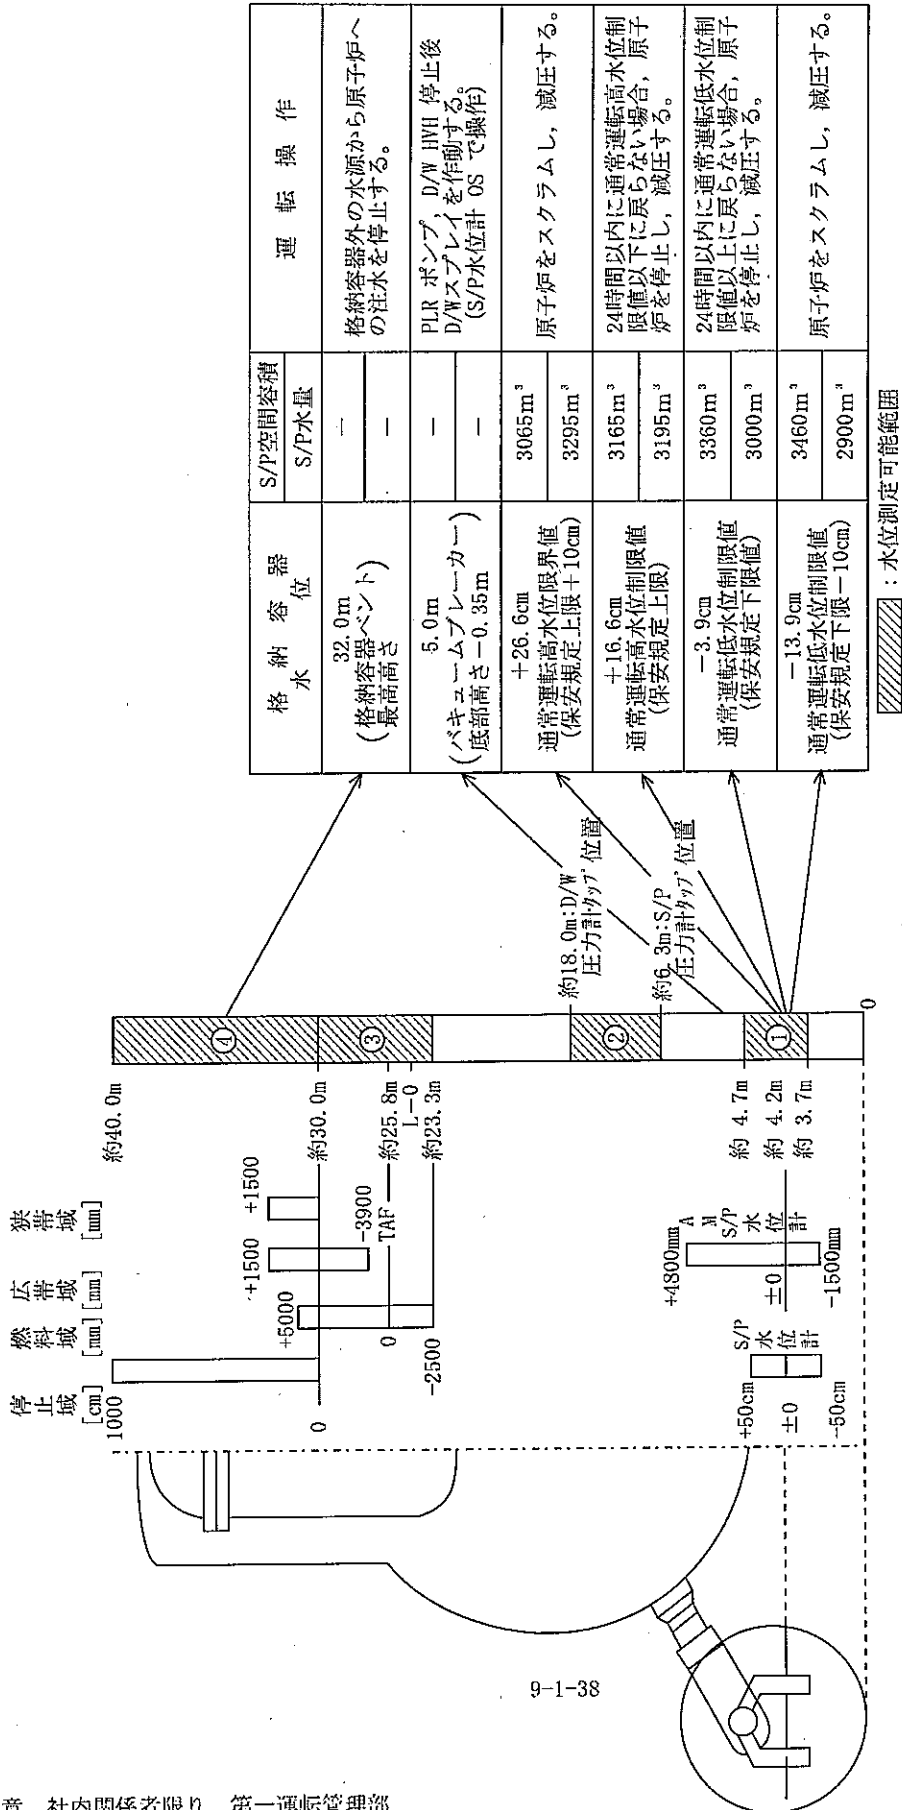 格納容器水位
S/P空間容積
S/P水量
運転操作
32.0m
(格納容器ベント
最高高さ)
－
－
格納容器外の水源から原子炉へ
の注水を停止する。
5.0m
(バキュームブレーカー
底部高さ－0.35m)
－
－
PLR ポンプ, D/W HVH 停止後
D/Wスプレイを作動する。
(S/P水位計 OS で操作)
＋26.6cm
通常運転高水位限界値
(保安規定上限＋10cm)
3065m³
3295m³
原子炉をスクラムし，減圧する。
＋16.6cm
通常運転高水位制限値
(保安規定上限)
3165m³
3195m³
24時間以内に通常運転高水位制
限値以下に戻らない場合，原子
炉を停止し，減圧する。
－3.9cm
通常運転低水位制限値
(保安規定下限値)
3360m³
3000m³
24時間以内に通常運転低水位制
限値以上に戻らない場合，原子
炉を停止し，減圧する。
－13.9cm
通常運転低水位制限値
(保安規定下限－10cm)
3460m³
2900m³
原子炉をスクラムし，減圧する。
：水位測定可能範囲
約18.0m:D/W
圧力計タップ位置
約6.3m:S/P
圧力計タップ位置
④
③
②
①
0
約40.0m
約30.0m
約25.8m
L-0
約23.3m
約 4.7m
約 4.2m
約 3.7m
停止域
[cm]
1000
0
燃料域
[mm]
+5000
0
-2500
広帯域
[mm]
+1500
-3900
TAF
狭帯域
[mm]
+1500
S/P水位計
+50cm
±0
-50cm
AM S/P水位計
+4800mm
±0
-1500mm
9-1-38
意 社内関係者限り 第一運転管理部